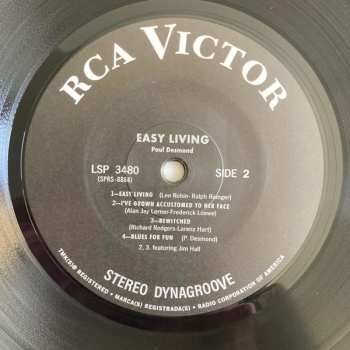 RCA VICTOR
EASY LIVING
Paul Desmond
LSP 3480
(SPRS-8864)
SIDE 2
1—EASY LIVING (Leo Robin-Ralph Rainger)
2—I'VE GROWN ACCUSTOMED TO HER FACE
(Alan Jay Lerner-Frederick Loewe)
3—BEWITCHED
(Richard Rodgers-Lorenz Hart)
4—BLUES FOR FUN (P. Desmond)
2, 3. featuring Jim Hall
STEREO DYNAGROOVE
TMK(S)® REGISTERED • MARCA(S) REGISTRADA(S) • RADIO CORPORATION OF AMERICA